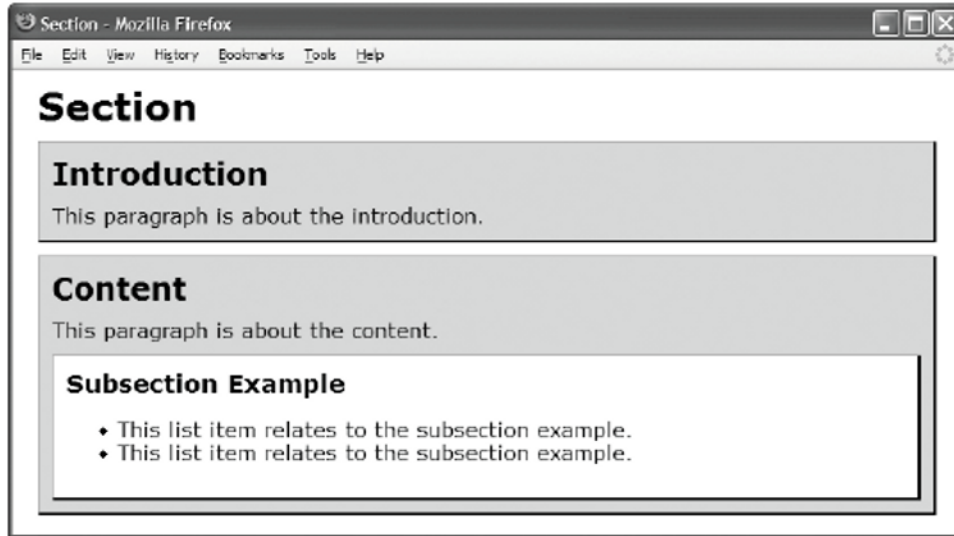 Section - Mozilla Firefox
File Edit View History Bookmarks Tools Help
Section
Introduction
This paragraph is about the introduction.
Content
This paragraph is about the content.
Subsection Example
• This list item relates to the subsection example.
• This list item relates to the subsection example.